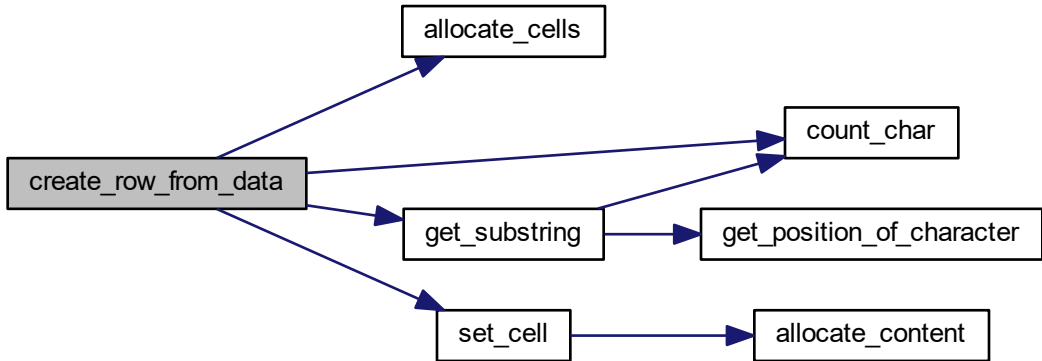 allocate_cells
count_char
create_row_from_data
get_substring
get_position_of_character
set_cell
allocate_content